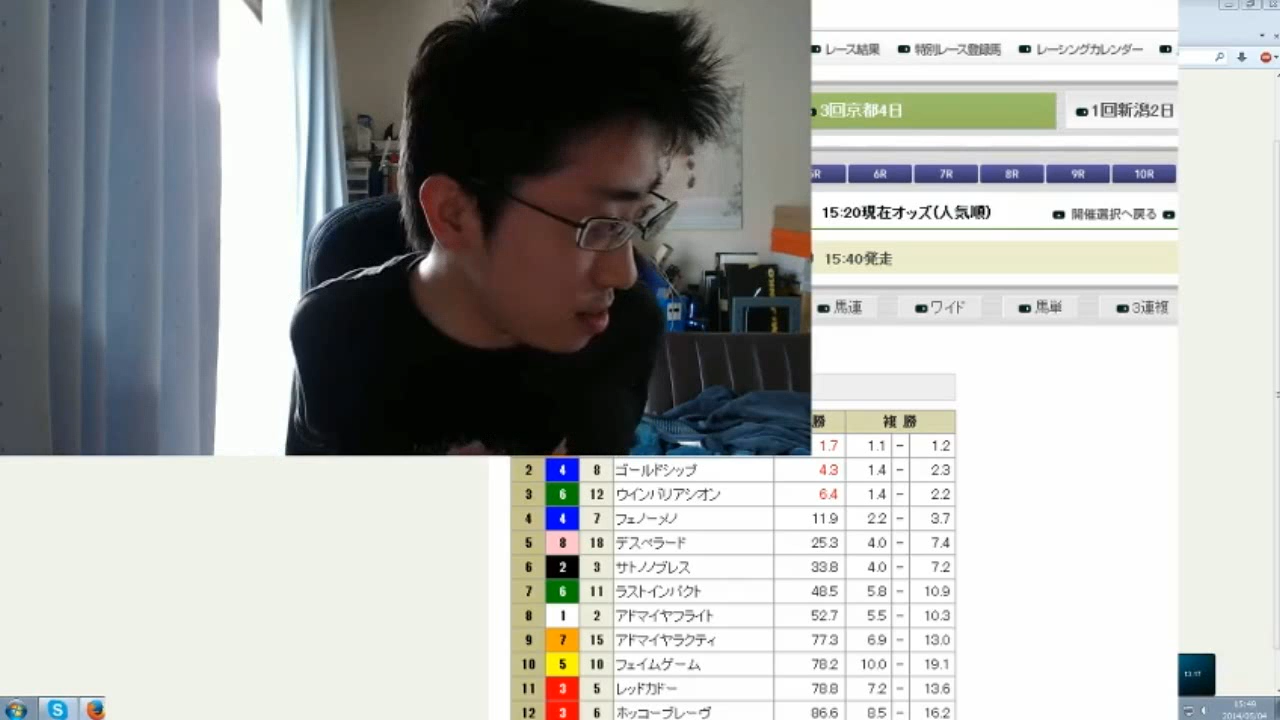 レース結果 特別レース登録馬 レーシングカレンダー
3回京都4日 1回新潟2日
6R 7R 8R 9R 10R
15:20現在オッズ(人気順) 開催選択へ戻る
15:40発走
馬連 ワイド 馬単 3連複
勝 複勝
1.7 1.1 - 1.2
2 4 8 ゴールドシップ 4.3 1.4 - 2.3
3 6 12 ウインバリアシオン 6.4 1.4 - 2.2
4 4 7 フェノーメノ 11.9 2.2 - 3.7
5 8 18 デスペラード 25.3 4.0 - 7.4
6 2 3 サトノノブレス 33.8 4.0 - 7.2
7 6 11 ラストインパクト 48.5 5.8 - 10.9
8 1 2 アドマイヤフライト 52.7 5.5 - 10.3
9 7 15 アドマイヤラクティ 77.3 6.9 - 13.0
10 5 10 フェイムゲーム 78.2 10.0 - 19.1
11 3 5 レッドカドー 78.8 7.2 - 13.6
12 3 6 ホッコーブレーヴ 86.6 8.5 - 16.2
2014/05/04